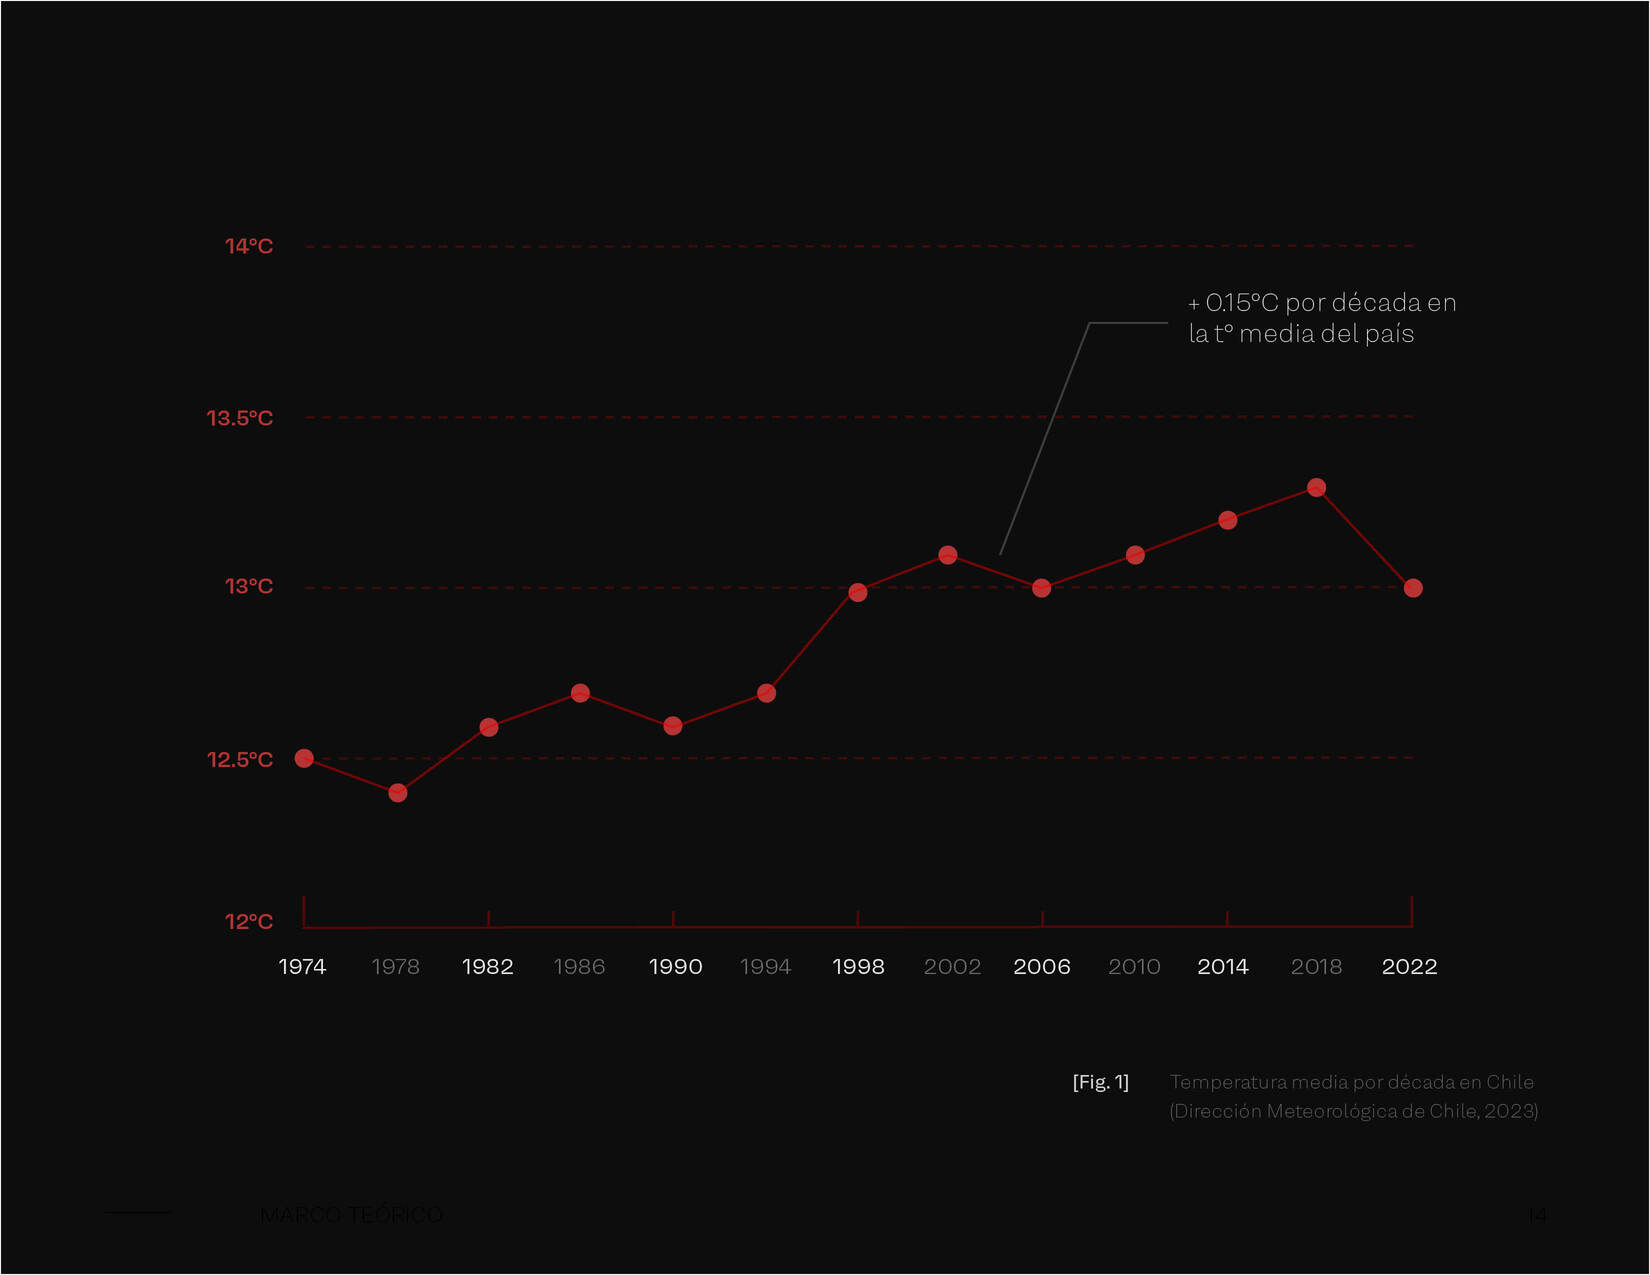 14°C
+ 0.15°C por década en
la t° media del país
13.5°C
13°C
12.5°C
12°C
1974 1978 1982 1986 1990 1994 1998 2002 2006 2010 2014 2018 2022
[Fig. 1] Temperatura media por década en Chile
(Dirección Meteorológica de Chile, 2023)
MARCO TEÓRICO 14